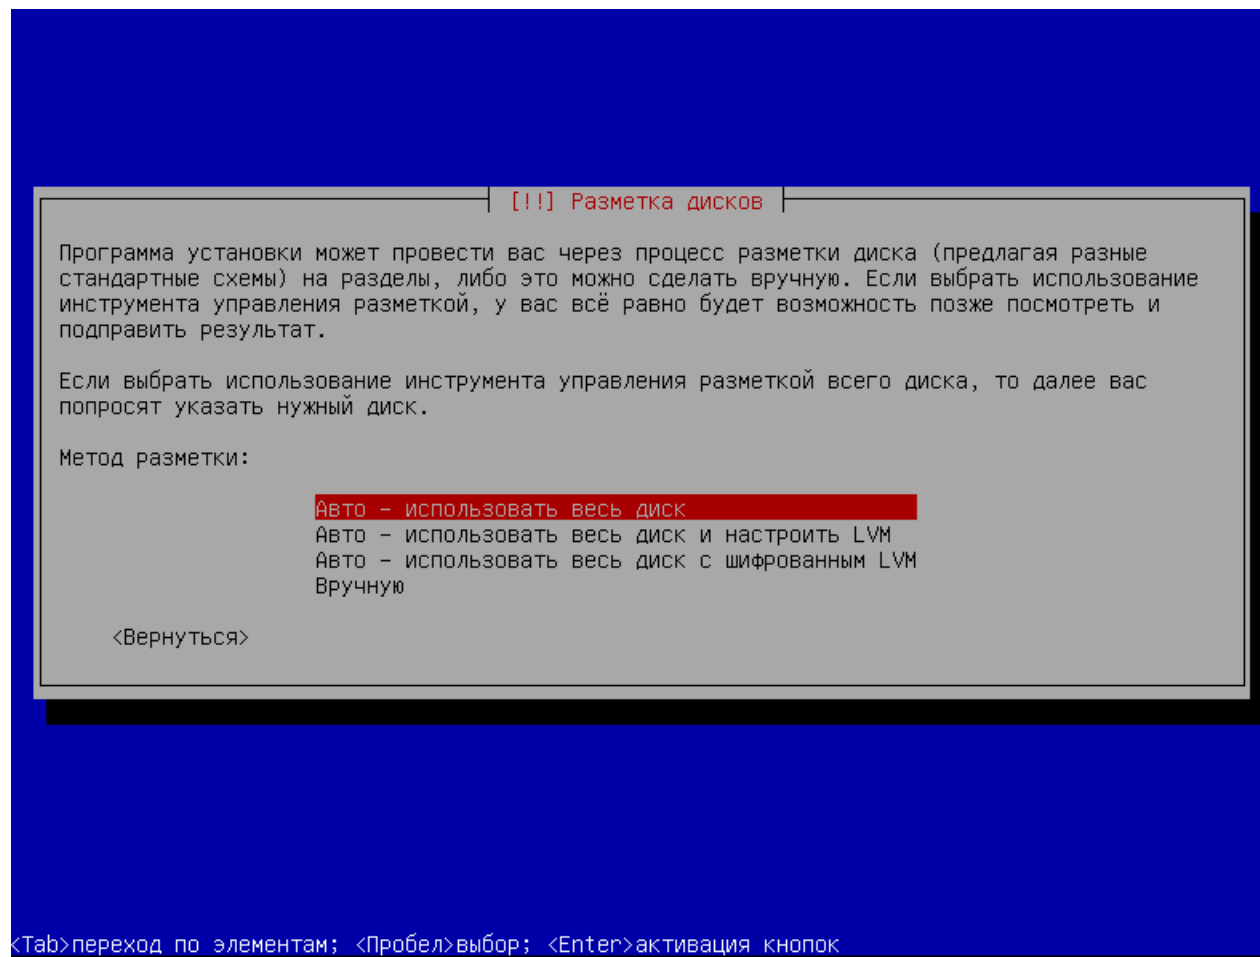 [!!] Разметка дисков
Программа установки может провести вас через процесс разметки диска (предлагая разные
стандартные схемы) на разделы, либо это можно сделать вручную. Если выбрать использование
инструмента управления разметкой, у вас всё равно будет возможность позже посмотреть и
подправить результат.
Если выбрать использование инструмента управления разметкой всего диска, то далее вас
попросят указать нужный диск.
Метод разметки:
Авто – использовать весь диск
Авто – использовать весь диск и настроить LVM
Авто – использовать весь диск с шифрованным LVM
Вручную
<Вернуться>
<Tab>переход по элементам; <Пробел>выбор; <Enter>активация кнопок